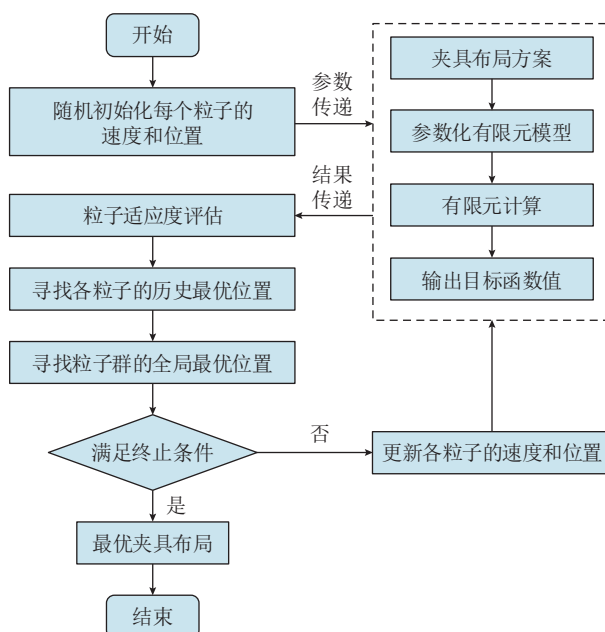 开始
随机初始化每个粒子的
速度和位置
参数
传递
夹具布局方案
参数化有限元模型
有限元计算
输出目标函数值
结果
传递
粒子适应度评估
寻找各粒子的历史最优位置
寻找粒子群的全局最优位置
满足终止条件
否
更新各粒子的速度和位置
是
最优夹具布局
结束